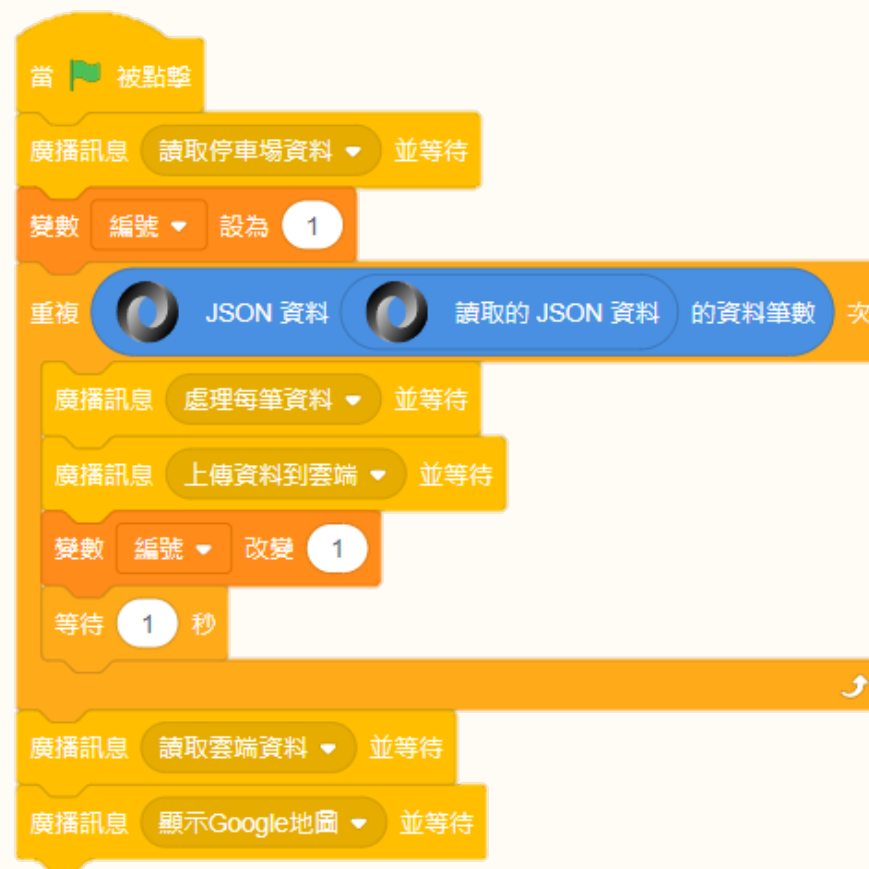 當 被點擊
廣播訊息 讀取停車場資料 並等待
變數 編號 設為 1
重複 JSON 資料 讀取的 JSON 資料 的資料筆數 次
廣播訊息 處理每筆資料 並等待
廣播訊息 上傳資料到雲端 並等待
變數 編號 改變 1
等待 1 秒
廣播訊息 讀取雲端資料 並等待
廣播訊息 顯示Google地圖 並等待